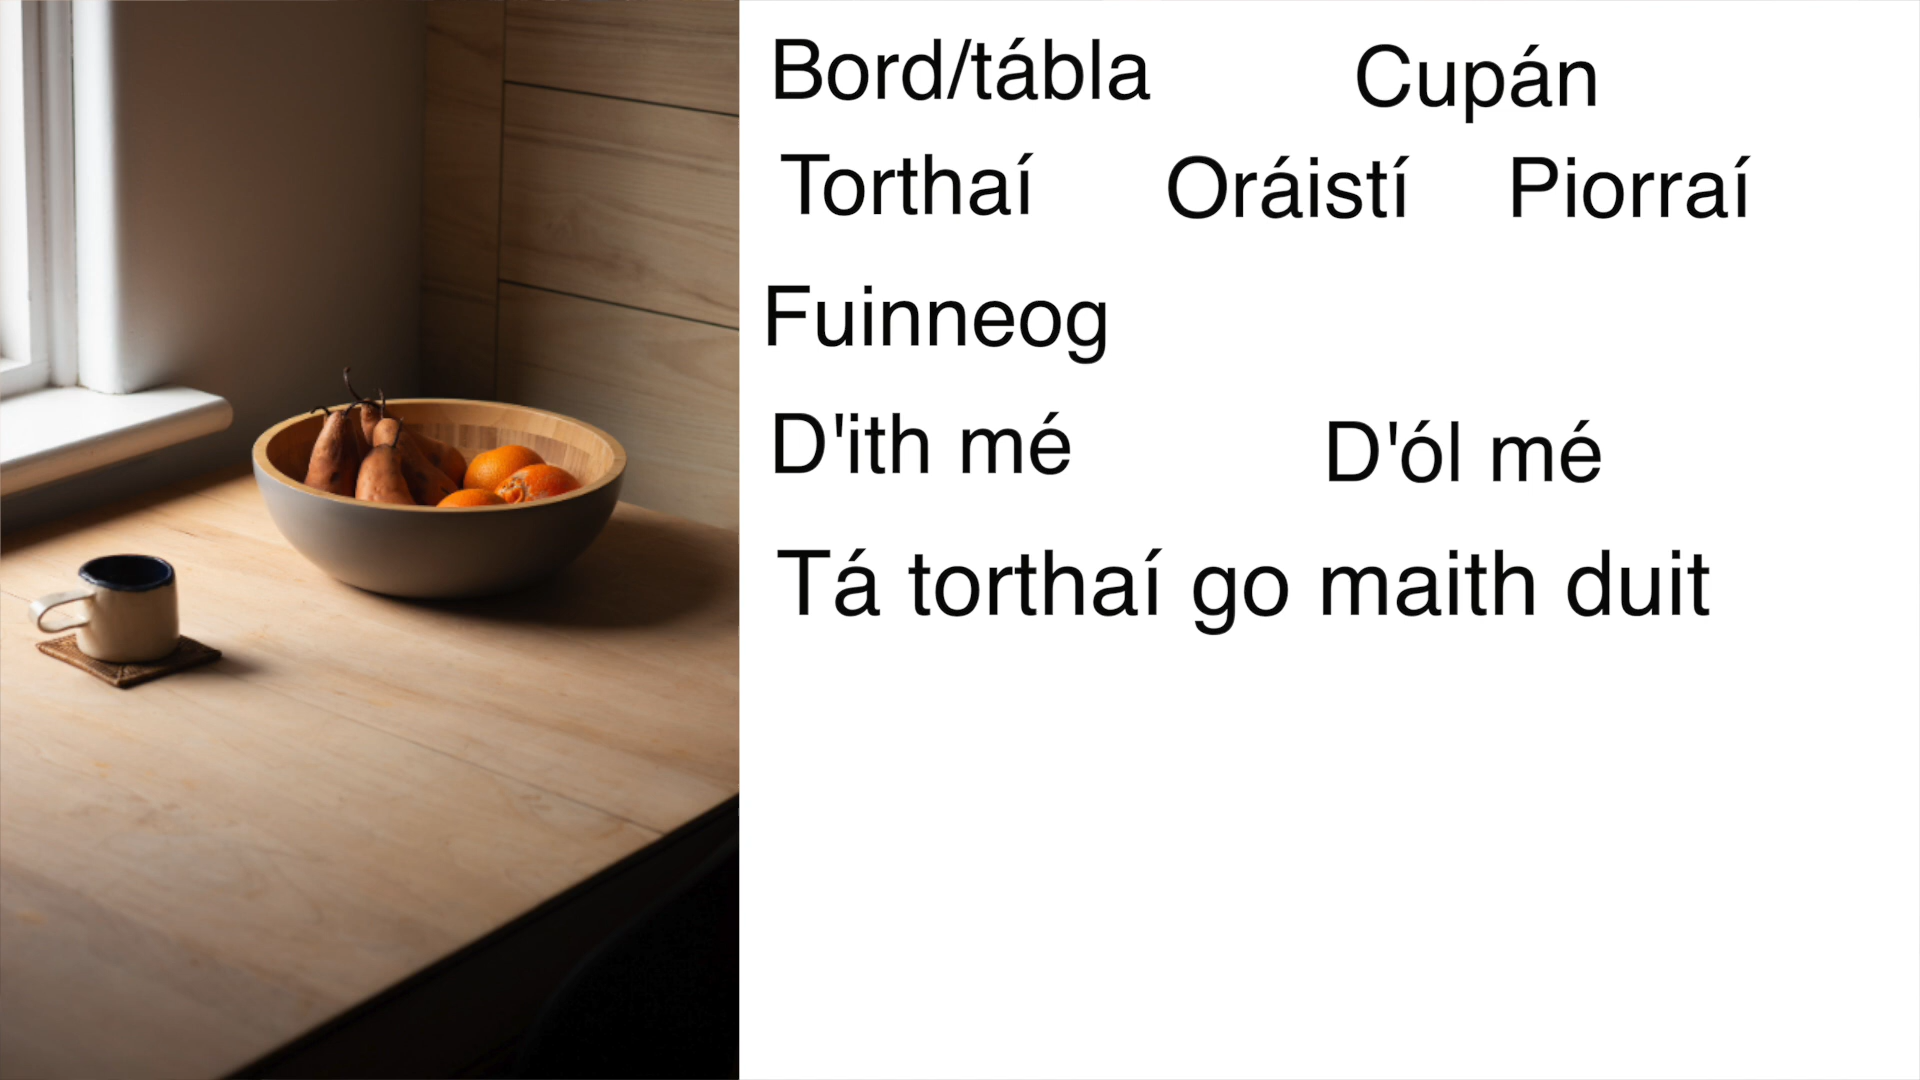 Bord/tábla Cupán
Torthaí Oráistí Piorraí
Fuinneog
D'ith mé D'ól mé
Tá torthaí go maith duit